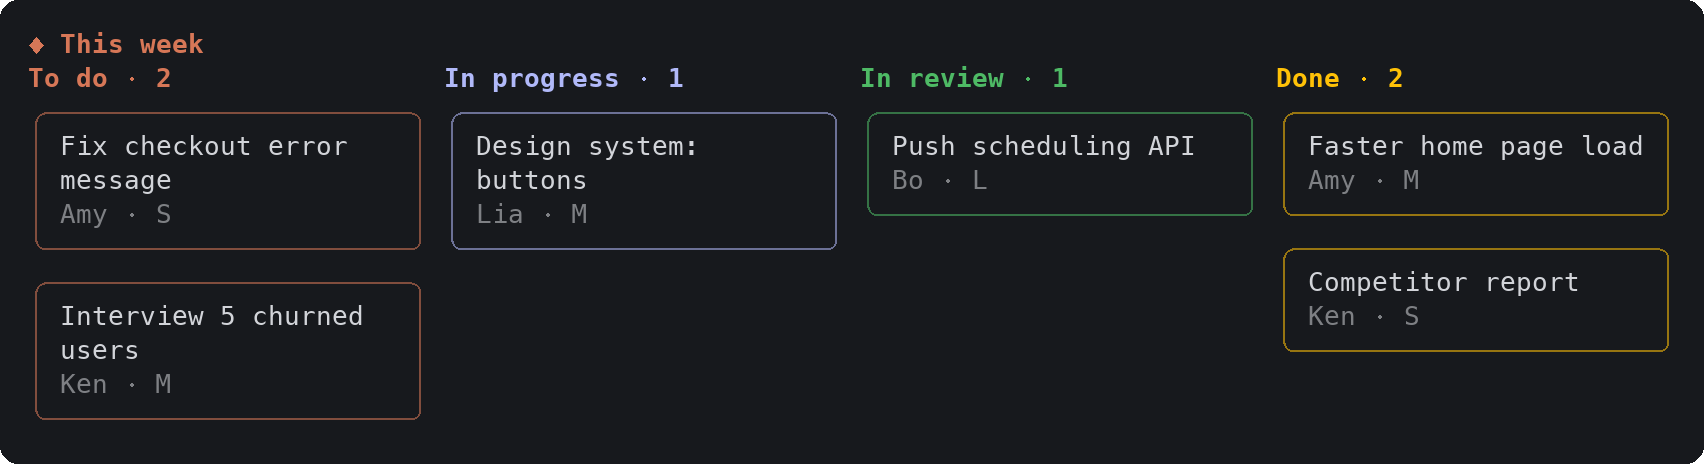 ♦ This week
To do · 2
Fix checkout error
message
Amy · S
Interview 5 churned
users
Ken · M
In progress · 1
Design system:
buttons
Lia · M
In review · 1
Push scheduling API
Bo · L
Done · 2
Faster home page load
Amy · M
Competitor report
Ken · S